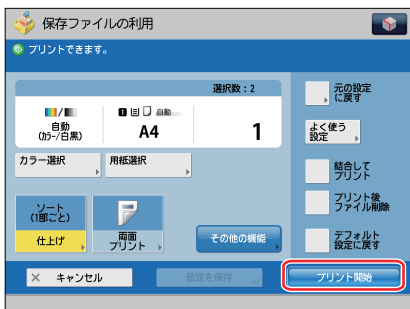 保存ファイルの利用
プリントできます。
選択数:2
自動
(カラー/白黒)
1 自動
A4
1
カラー選択
用紙選択
ソート
(1部ごと)
仕上げ
両面
プリント
その他の機能
元の設定
に戻す
よく使う
設定
結合して
プリント
プリント後
ファイル削除
デフォルト
設定に戻す
× キャンセル
設定を保存
プリント開始